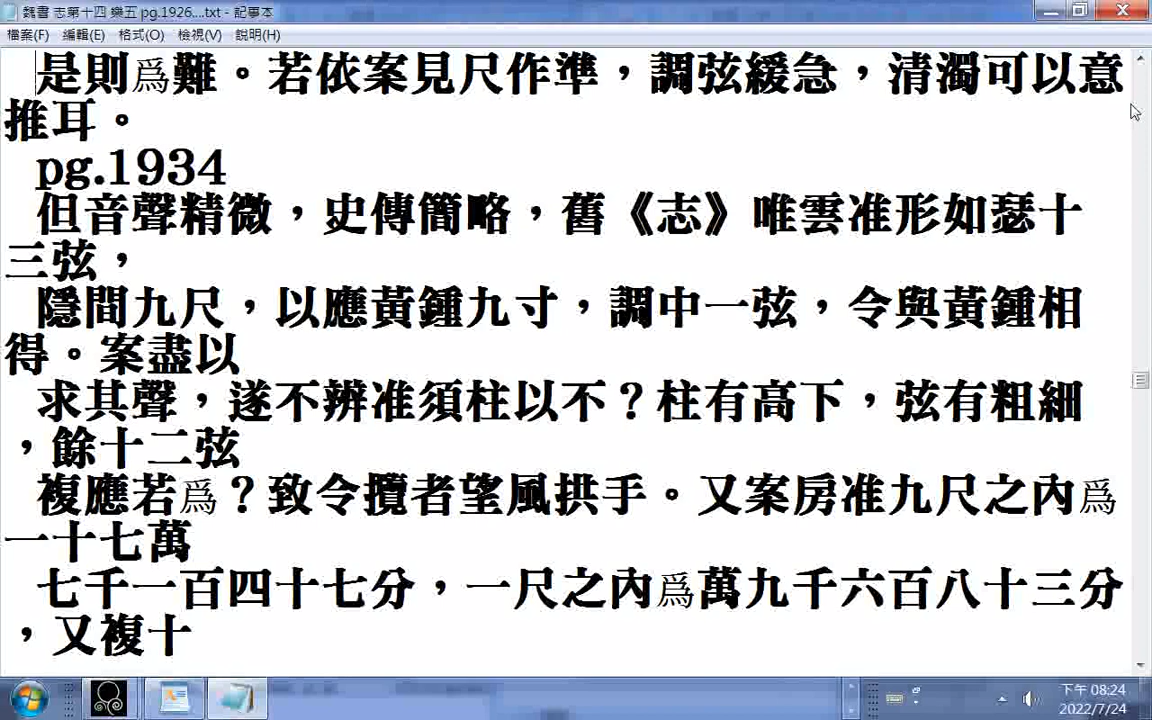 魏書 志第十四 樂五 pg.1926....txt - 記事本
檔案(F) 編輯(E) 格式(O) 檢視(V) 說明(H)
是則爲難。若依案見尺作準，調弦緩急，清濁可以意
推耳。
pg.1934
但音聲精微，史傳簡略，舊《志》唯雲准形如瑟十
三弦，
隱間九尺，以應黃鍾九寸，調中一弦，令與黃鍾相
得。案盡以
求其聲，遂不辨准須柱以不？柱有高下，弦有粗細
，餘十二弦
複應若爲？致令攬者望風拱手。又案房准九尺之內爲
一十七萬
七千一百四十七分，一尺之內爲萬九千六百八十三分
，又複十
下午 08:24
2022/7/24